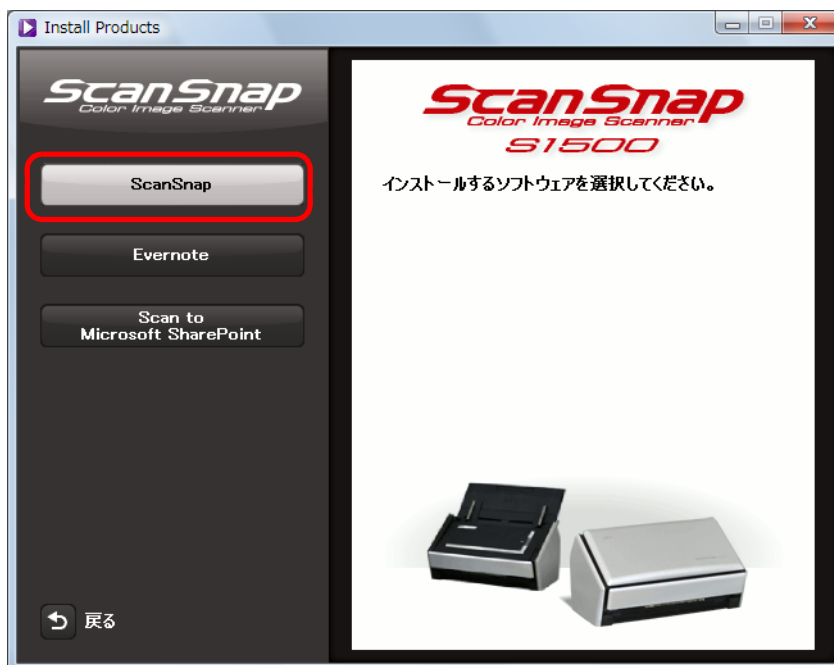 Install Products
ScanSnap
Color Image Scanner
ScanSnap
Evernote
Scan to
Microsoft SharePoint
戻る
ScanSnap
Color Image Scanner
S1500
インストールするソフトウェアを選択してください。